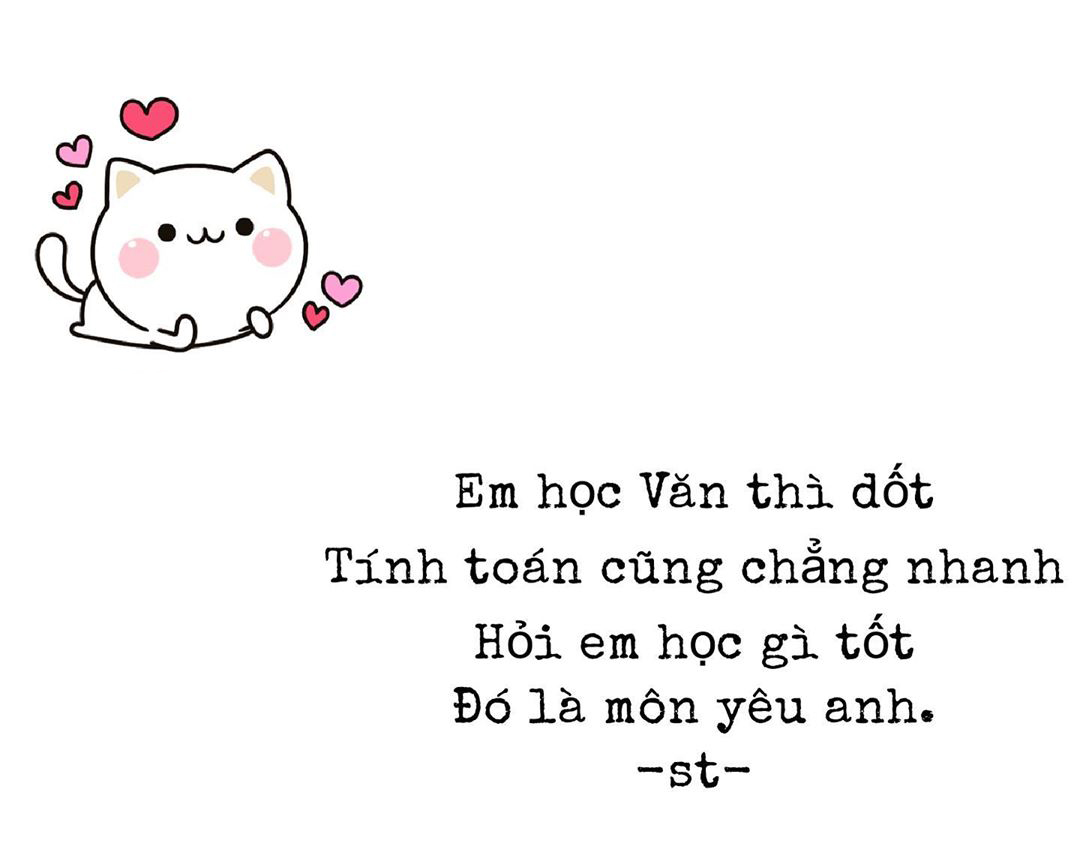 Em học Văn thì dốt
Tính toán cũng chẳng nhanh
Hỏi em học gì tốt
Đó là môn yêu anh.
-st-